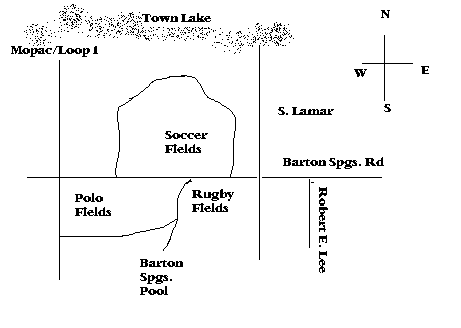 Town Lake
N
Mopac/Loop 1
W
E
S
S. Lamar
Soccer
Fields
Barton Spgs. Rd
Polo
Fields
Rugby
Fields
Robert E. Lee
Barton
Spgs.
Pool